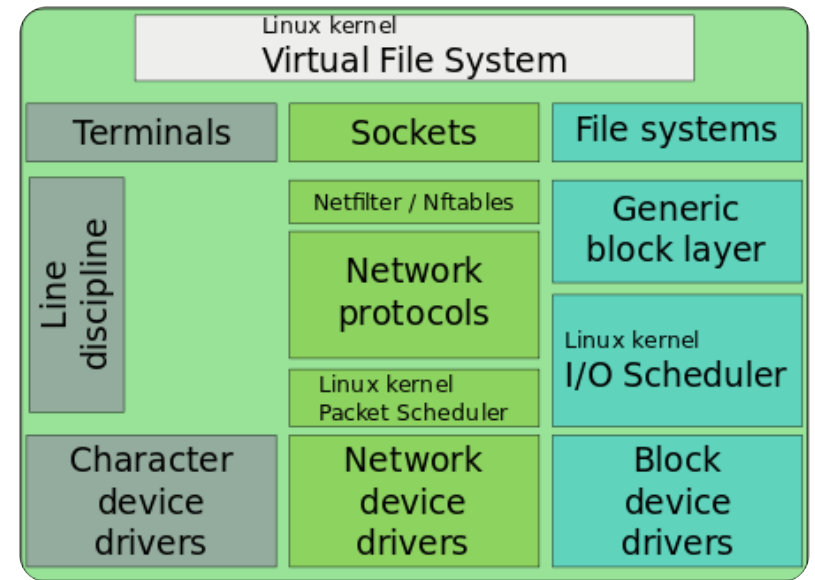 Linux kernel
Virtual File System
Terminals
Sockets
File systems
Line
discipline
Netfilter / Nftables
Network
protocols
Linux kernel
Packet Scheduler
Generic
block layer
Linux kernel
I/O Scheduler
Character
device
drivers
Network
device
drivers
Block
device
drivers